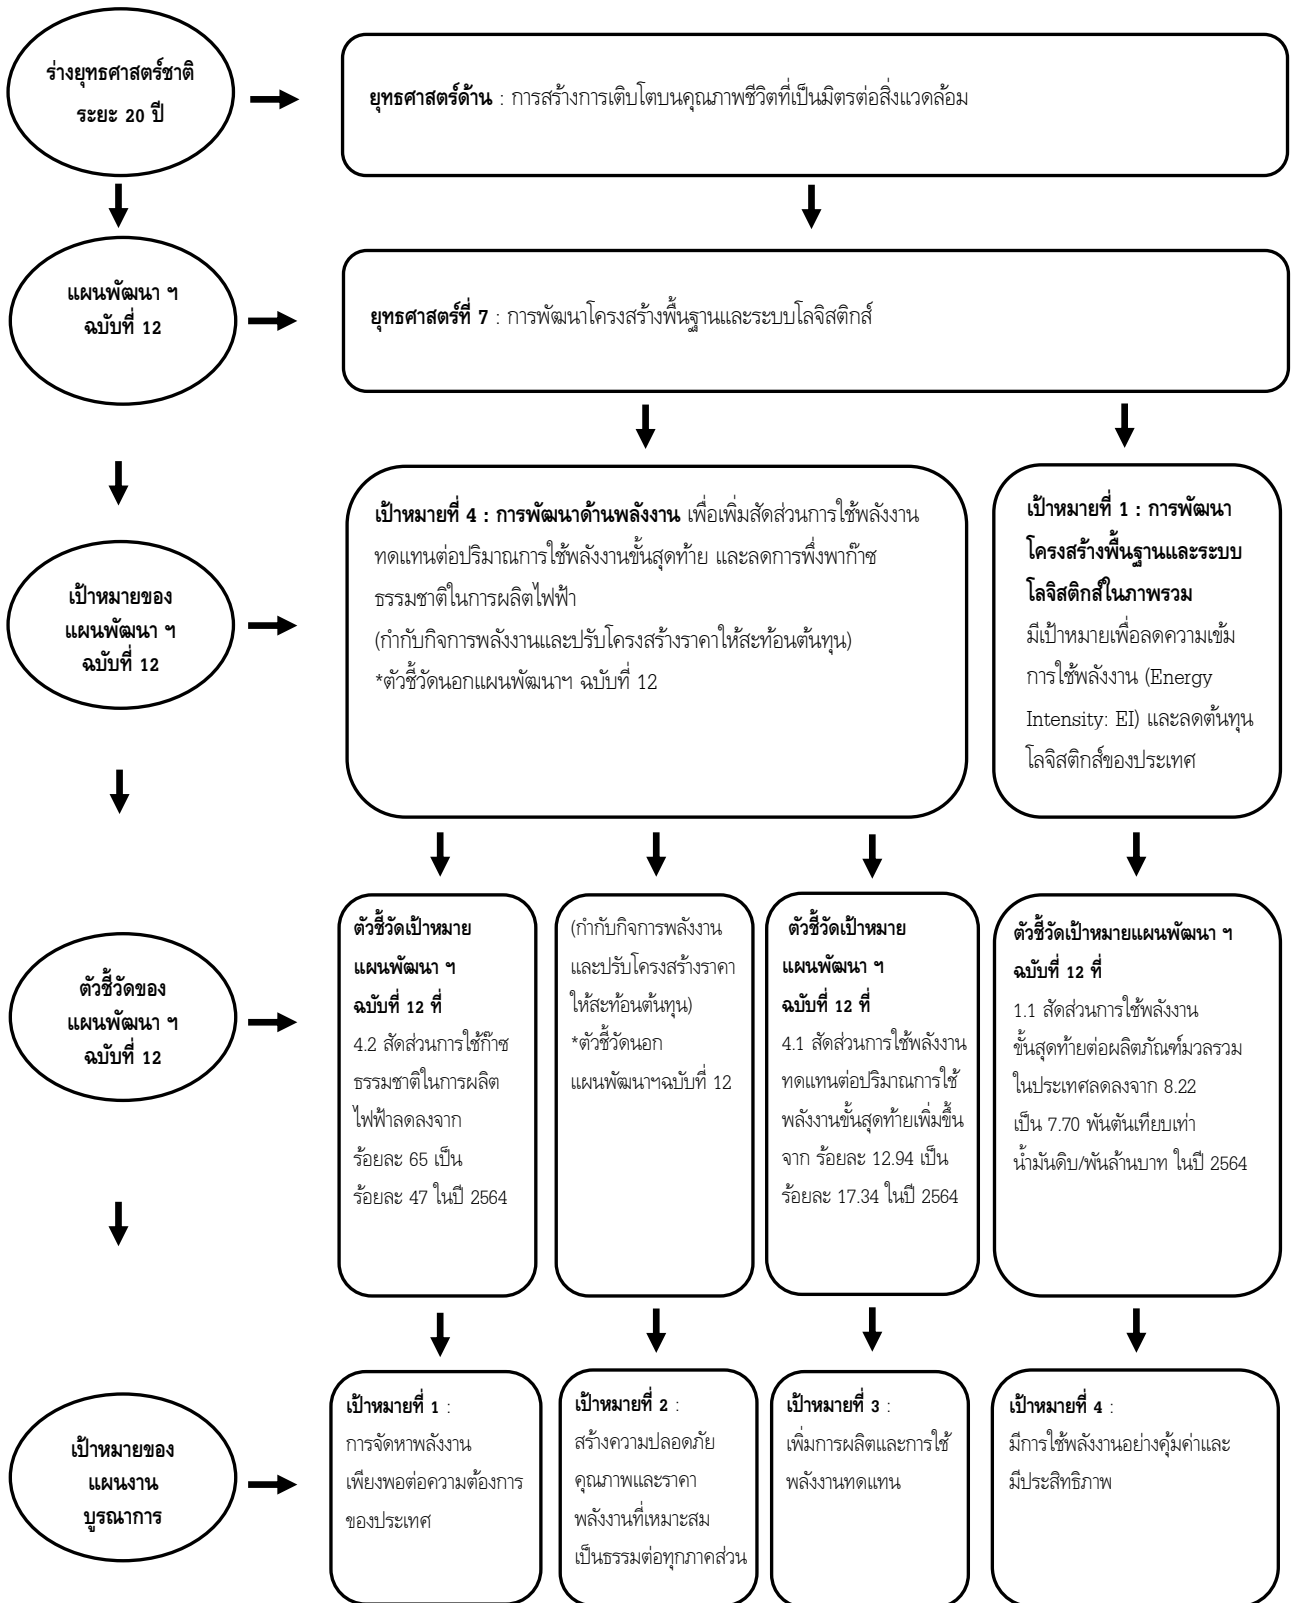 ร่างยุทธศาสตร์ชาติ
ระยะ 20 ปี
ยุทธศาสตร์ด้าน : การสร้างการเติบโตบนคุณภาพชีวิตที่เป็นมิตรต่อสิ่งแวดล้อม
แผนพัฒนา ฯ
ฉบับที่ 12
ยุทธศาสตร์ที่ 7 : การพัฒนาโครงสร้างพื้นฐานและระบบโลจิสติกส์
เป้าหมายของ
แผนพัฒนา ฯ
ฉบับที่ 12
เป้าหมายที่ 4 : การพัฒนาด้านพลังงาน เพื่อเพิ่มสัดส่วนการใช้พลังงาน
ทดแทนต่อปริมาณการใช้พลังงานขั้นสุดท้าย และลดการพึ่งพาก๊าซ
ธรรมชาติในการผลิตไฟฟ้า
(กำกับกิจการพลังงานและปรับโครงสร้างราคาให้สะท้อนต้นทุน)
*ตัวชี้วัดนอกแผนพัฒนาฯ ฉบับที่ 12
เป้าหมายที่ 1 : การพัฒนา
โครงสร้างพื้นฐานและระบบ
โลจิสติกส์ในภาพรวม
มีเป้าหมายเพื่อลดความเข้ม
การใช้พลังงาน (Energy
Intensity: EI) และลดต้นทุน
โลจิสติกส์ของประเทศ
ตัวชี้วัดของ
แผนพัฒนา ฯ
ฉบับที่ 12
ตัวชี้วัดเป้าหมาย
แผนพัฒนา ฯ
ฉบับที่ 12 ที่
4.2 สัดส่วนการใช้ก๊าซ
ธรรมชาติในการผลิต
ไฟฟ้าลดลงจาก
ร้อยละ 65 เป็น
ร้อยละ 47 ในปี 2564
(กำกับกิจการพลังงาน
และปรับโครงสร้างราคา
ให้สะท้อนต้นทุน)
*ตัวชี้วัดนอก
แผนพัฒนาฯฉบับที่ 12
ตัวชี้วัดเป้าหมาย
แผนพัฒนา ฯ
ฉบับที่ 12 ที่
4.1 สัดส่วนการใช้พลังงาน
ทดแทนต่อปริมาณการใช้
พลังงานขั้นสุดท้ายเพิ่มขึ้น
จาก ร้อยละ 12.94 เป็น
ร้อยละ 17.34 ในปี 2564
ตัวชี้วัดเป้าหมายแผนพัฒนา ฯ
ฉบับที่ 12 ที่
1.1 สัดส่วนการใช้พลังงาน
ขั้นสุดท้ายต่อผลิตภัณฑ์มวลรวม
ในประเทศลดลงจาก 8.22
เป็น 7.70 พันตันเทียบเท่า
น้ำมันดิบ/พันล้านบาท ในปี 2564
เป้าหมายของ
แผนงาน
บูรณาการ
เป้าหมายที่ 1 :
การจัดหาพลังงาน
เพียงพอต่อความต้องการ
ของประเทศ
เป้าหมายที่ 2 :
สร้างความปลอดภัย
คุณภาพและราคา
พลังงานที่เหมาะสม
เป็นธรรมต่อทุกภาคส่วน
เป้าหมายที่ 3 :
เพิ่มการผลิตและการใช้
พลังงานทดแทน
เป้าหมายที่ 4 :
มีการใช้พลังงานอย่างคุ้มค่าและ
มีประสิทธิภาพ